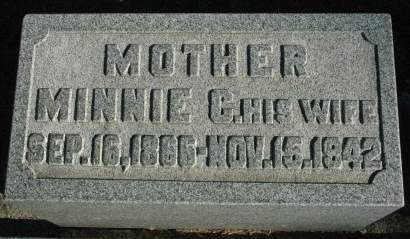 MOTHER
MINNIE C. HIS WIFE
SEP. 16, 1866 - NOV. 15, 1942